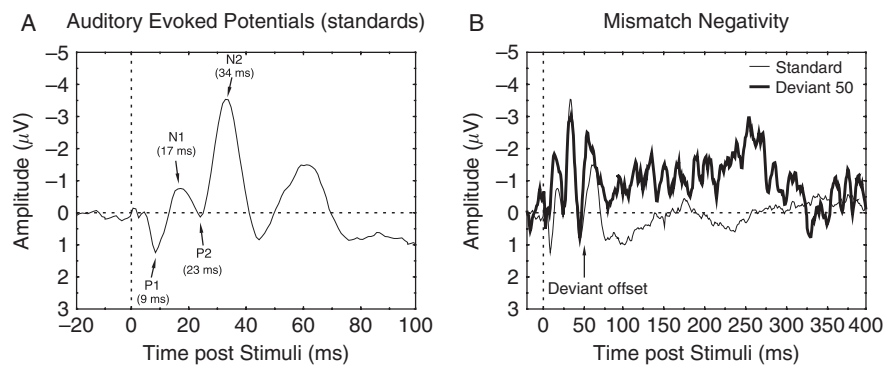 A Auditory Evoked Potentials (standards)
Amplitude (μV)
–5
–4
–3
–2
–1
0
1
2
3
N2
(34 ms)
N1
(17 ms)
P1
(9 ms)
P2
(23 ms)
–20 0 20 40 60 80 100
Time post Stimuli (ms)
B Mismatch Negativity
Amplitude (μV)
–5
–4
–3
–2
–1
0
1
2
3
Standard
Deviant 50
Deviant offset
0 50 100 150 200 250 300 350 400
Time post Stimuli (ms)